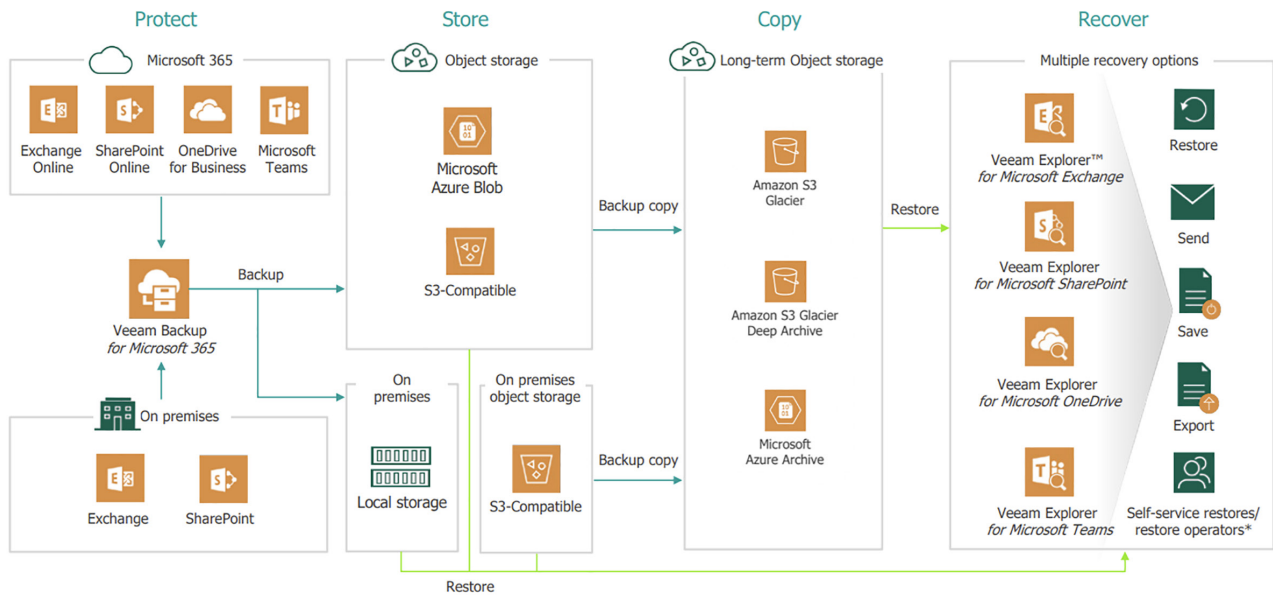 Protect
Store
Copy
Recover
Microsoft 365
Exchange
Online
SharePoint
Online
OneDrive
for Business
Microsoft
Teams
Veeam Backup
for Microsoft 365
On premises
Exchange
SharePoint
Backup
Object storage
10
01
Microsoft
Azure Blob
S3-Compatible
On
premises
Local storage
On premises
object storage
S3-Compatible
Backup copy
Backup copy
Long-term Object storage
Amazon S3
Glacier
Amazon S3 Glacier
Deep Archive
10
01
Microsoft
Azure Archive
Restore
Restore
Multiple recovery options
Veeam Explorer™
for Microsoft Exchange
Veeam Explorer
for Microsoft SharePoint
Veeam Explorer
for Microsoft OneDrive
Veeam Explorer
for Microsoft Teams
Restore
Send
Save
Export
Self-service restores/
restore operators*